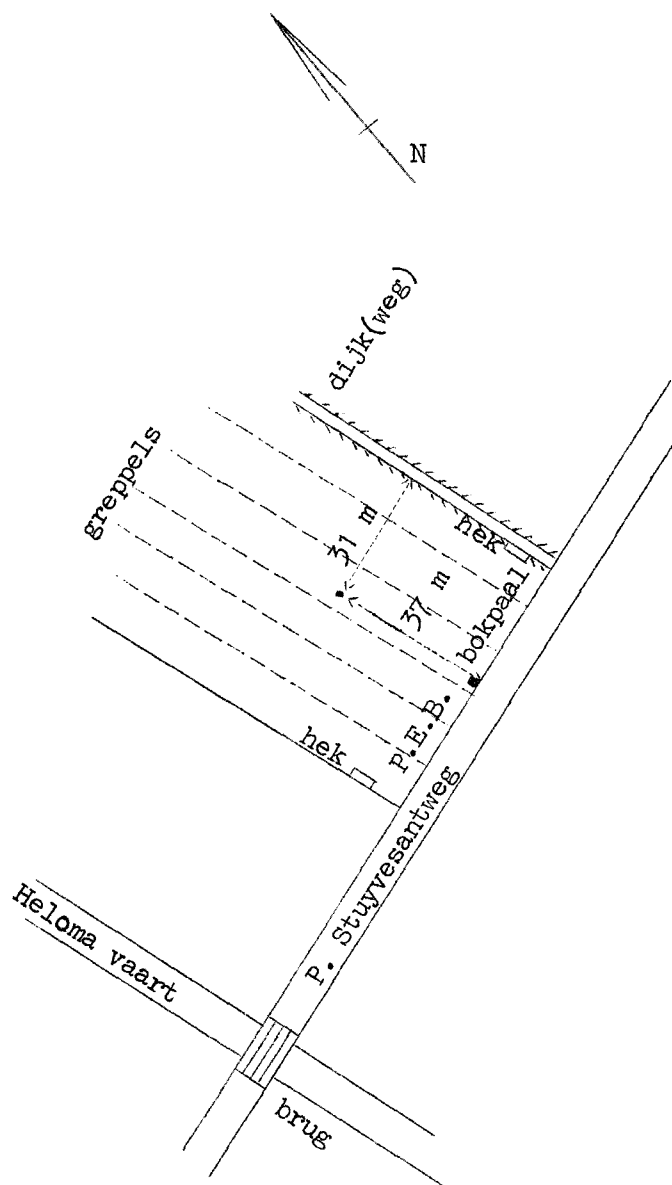 N
dijk(weg)
greppels
31 m
hek
37 m
P.E.B. bokpaal
hek
P. Stuyvesantweg
Heloma vaart
brug